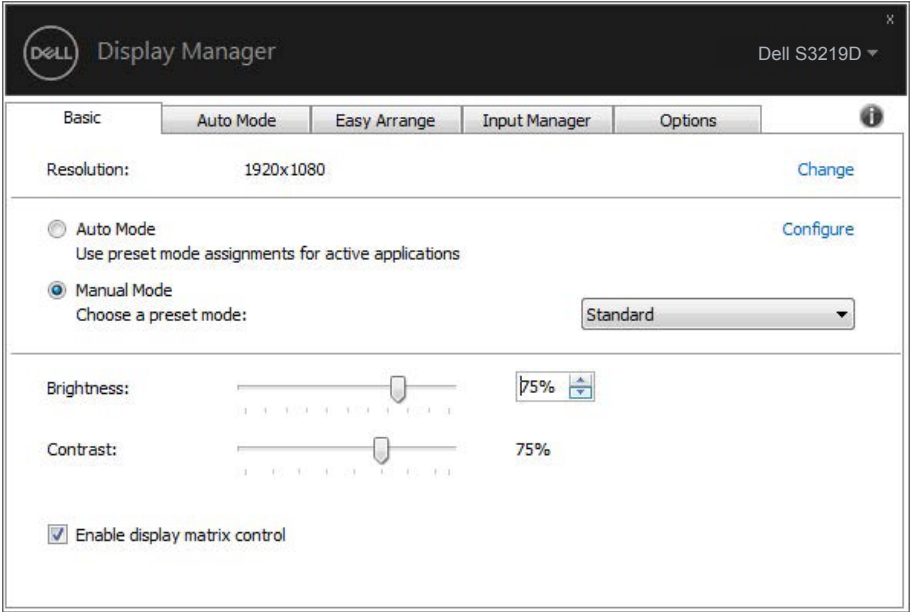 x
DELL Display Manager Dell S3219D
Basic Auto Mode Easy Arrange Input Manager Options i
Resolution: 1920x1080 Change
Auto Mode Configure
Use preset mode assignments for active applications
Manual Mode
Choose a preset mode: Standard
Brightness: 75%
Contrast: 75%
Enable display matrix control